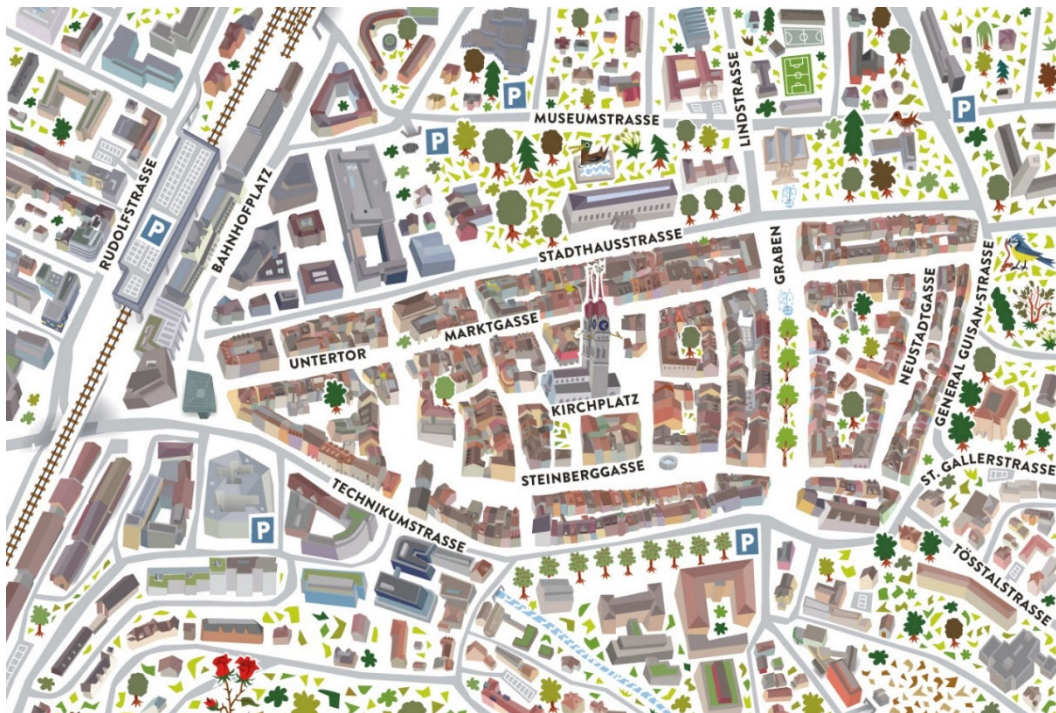 P
MUSEUMSTRASSE
LINDSTRASSE
P
P
RUDOLFSTRASSE
P
BAHNHOFPLATZ
STADTHAUSSTRASSE
GRABEN
NEUSTADTGASSE
GENERAL GUISAN-STRASSE
MARKTGASSE
UNTERTOR
KIRCHPLATZ
STEINBERGGASSE
ST. GALLERSTRASSE
TECHNIKUMSTRASSE
P
P
TÖSSTALSTRASSE